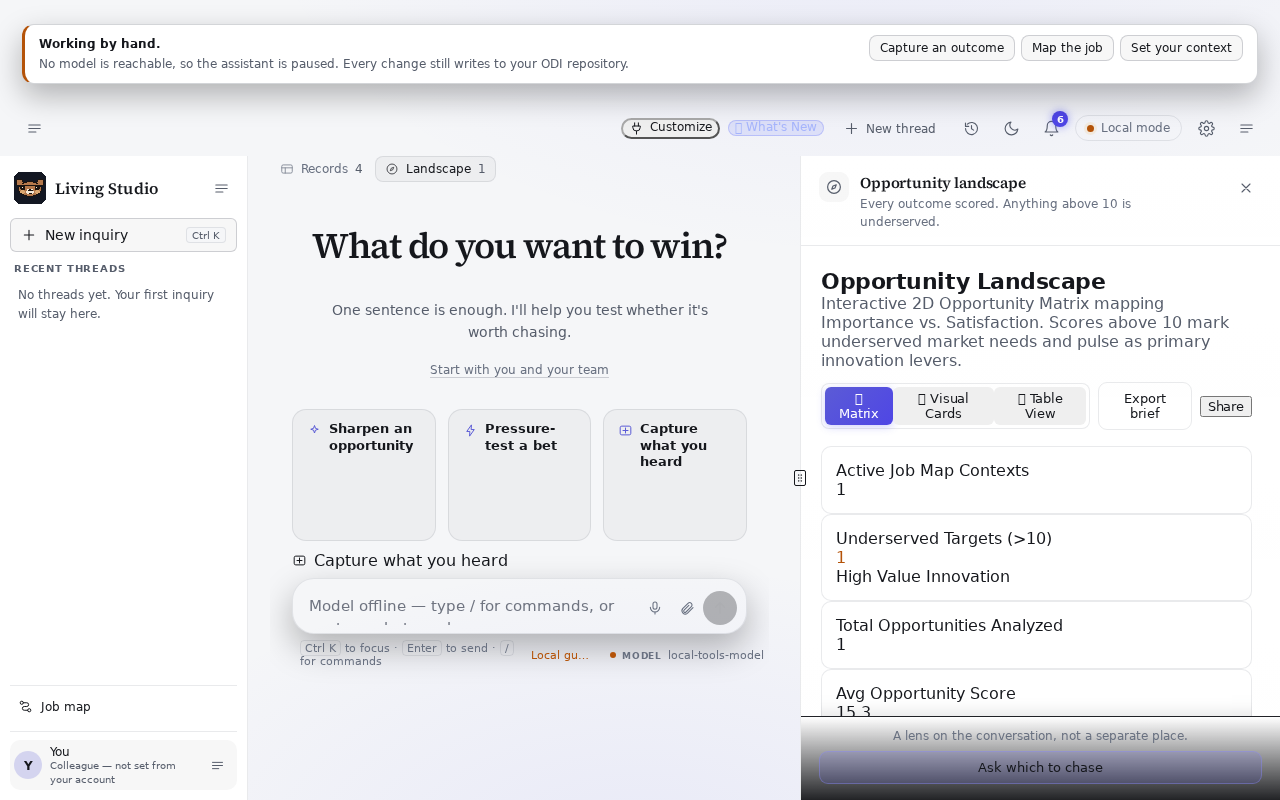 Working by hand.
No model is reachable, so the assistant is paused. Every change still writes to your ODI repository.
Capture an outcome
Map the job
Set your context
Customize
What's New
New thread
6
Local mode
Living Studio
New inquiry
Ctrl K
RECENT THREADS
No threads yet. Your first inquiry
will stay here.
Job map
Y
You
Colleague — not set from
your account
Records 4
Landscape 1
What do you want to win?
One sentence is enough. I'll help you test whether it's
worth chasing.
Start with you and your team
Sharpen an
opportunity
Pressure-
test a bet
Capture
what you
heard
Capture what you heard
Model offline — type / for commands, or
Ctrl K to focus · Enter to send · /
for commands
Local gu...
MODEL local-tools-model
Opportunity landscape
Every outcome scored. Anything above 10 is
underserved.
Opportunity Landscape
Interactive 2D Opportunity Matrix mapping
Importance vs. Satisfaction. Scores above 10 mark
underserved market needs and pulse as primary
innovation levers.
Matrix
Visual
Cards
Table
View
Export
brief
Share
Active Job Map Contexts
1
Underserved Targets (>10)
1
High Value Innovation
Total Opportunities Analyzed
1
Avg Opportunity Score
15.3
A lens on the conversation, not a separate place.
Ask which to chase